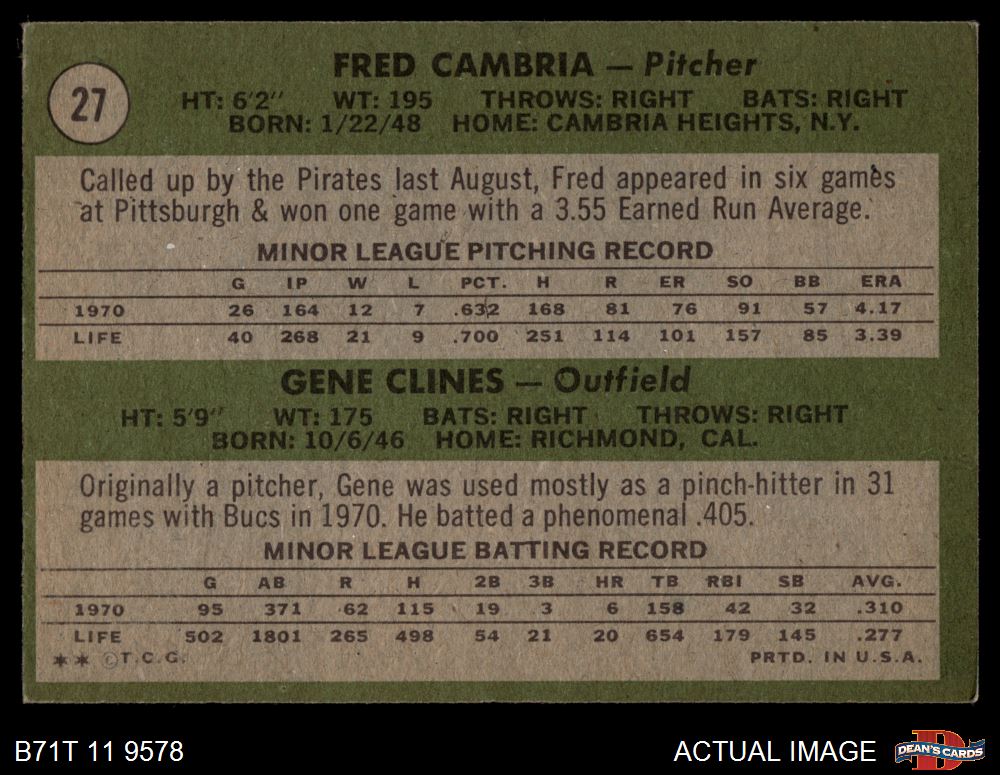 27
FRED CAMBRIA — Pitcher
HT: 6'2" WT: 195 THROWS: RIGHT BATS: RIGHT
BORN: 1/22/48 HOME: CAMBRIA HEIGHTS, N.Y.
Called up by the Pirates last August, Fred appeared in six games
at Pittsburgh & won one game with a 3.55 Earned Run Average.
MINOR LEAGUE PITCHING RECORD
G IP W L PCT. H R ER SO BB ERA
1970 26 164 12 7 .632 168 81 76 91 57 4.17
LIFE 40 268 21 9 .700 251 114 101 157 85 3.39
GENE CLINES — Outfield
HT: 5'9" WT: 175 BATS: RIGHT THROWS: RIGHT
BORN: 10/6/46 HOME: RICHMOND, CAL.
Originally a pitcher, Gene was used mostly as a pinch-hitter in 31
games with Bucs in 1970. He batted a phenomenal .405.
MINOR LEAGUE BATTING RECORD
G AB R H 2B 3B HR TB RBI SB AVG.
1970 95 371 62 115 19 3 6 158 42 32 .310
LIFE 502 1801 265 498 54 21 20 654 179 145 .277
** ©T.C.G. PRTD. IN U.S.A.
B71T 11 9578 ACTUAL IMAGE DEAN'S CARDS